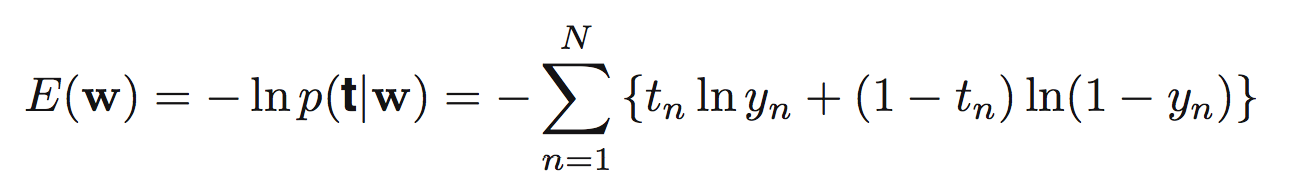 E(w) = − ln p(t|w) = − ∑_{n=1}^{N} {t_n ln y_n + (1 − t_n) ln(1 − y_n)}